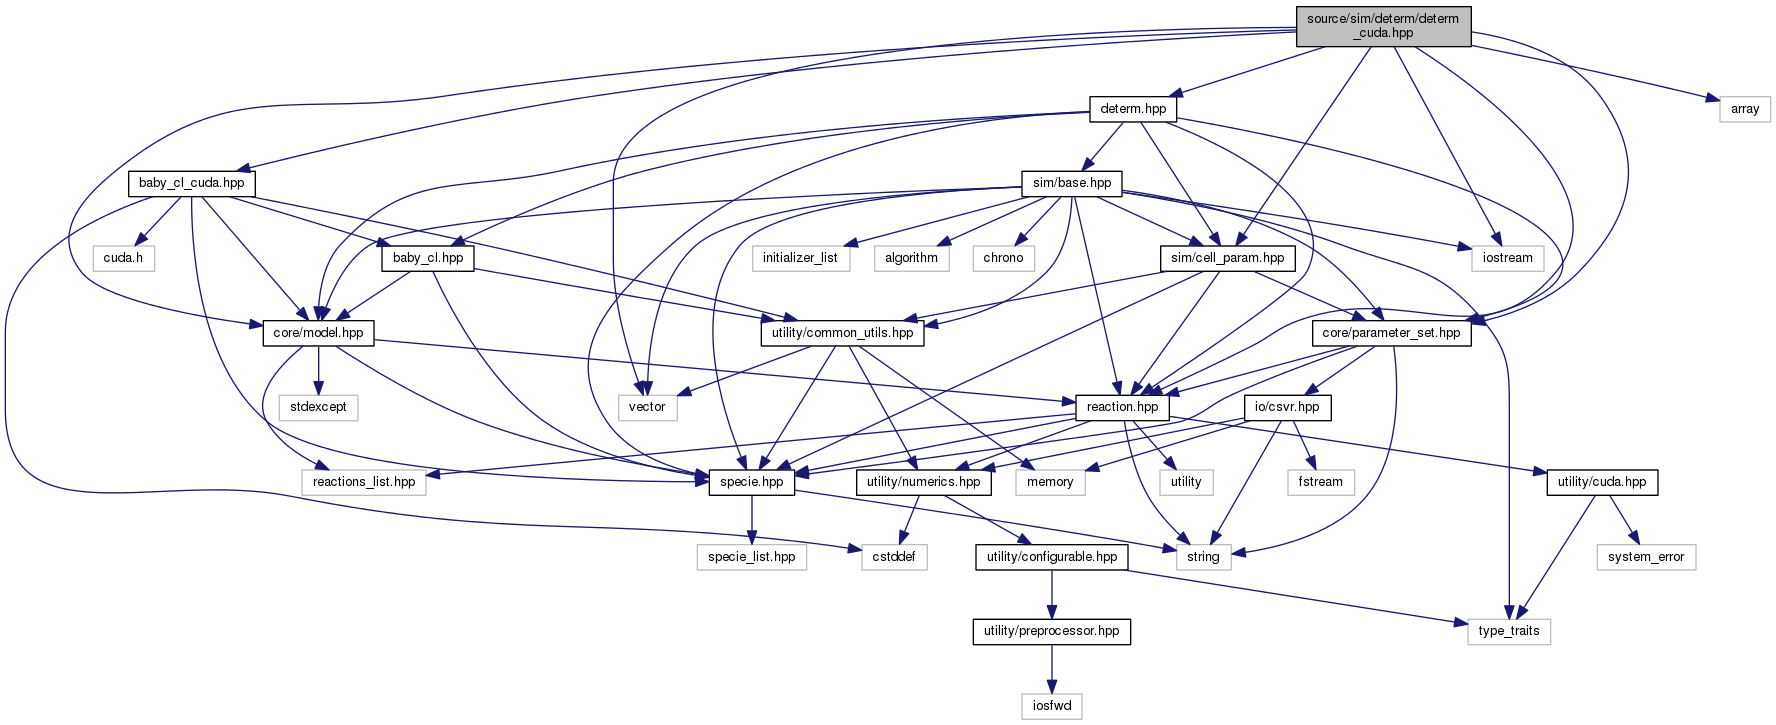 source/sim/determ/determ
_cuda.hpp
determ.hpp
array
baby_cl_cuda.hpp
sim/base.hpp
cuda.h
baby_cl.hpp
initializer_list
algorithm
chrono
sim/cell_param.hpp
iostream
core/model.hpp
utility/common_utils.hpp
core/parameter_set.hpp
stdexcept
vector
reaction.hpp
io/csvr.hpp
reactions_list.hpp
specie.hpp
utility/numerics.hpp
memory
utility
fstream
utility/cuda.hpp
specie_list.hpp
cstddef
utility/configurable.hpp
string
system_error
utility/preprocessor.hpp
type_traits
iosfwd